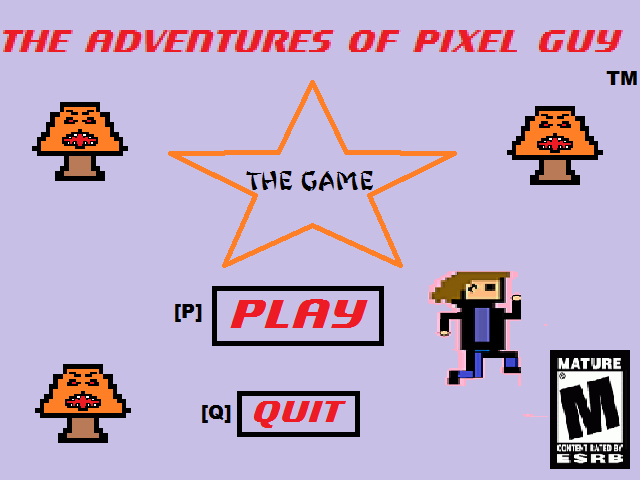 THE ADVENTURES OF PIXEL GUY
TM
THE GAME
[P] PLAY
[Q] QUIT
MATURE
®
M
CONTENT RATED BY
ESRB